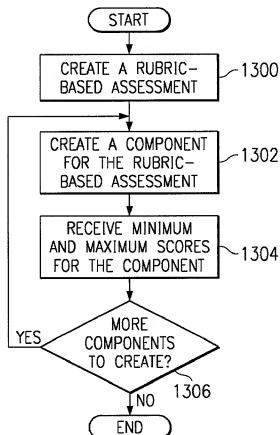 START
CREATE A RUBRIC-
BASED ASSESSMENT
1300
CREATE A COMPONENT
FOR THE RUBRIC-
BASED ASSESSMENT
1302
RECEIVE MINIMUM
AND MAXIMUM SCORES
FOR THE COMPONENT
1304
YES
MORE
COMPONENTS
TO CREATE?
1306
NO
END